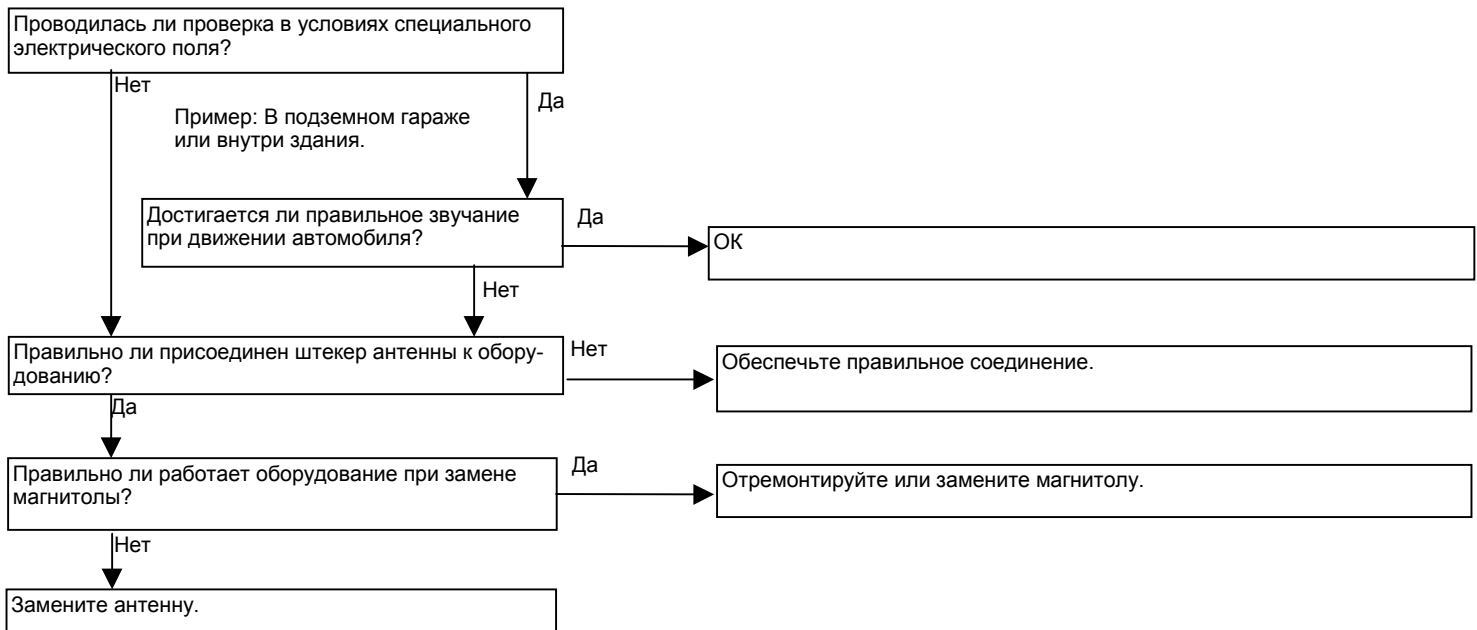 Проводилась ли проверка в условиях специального
электрического поля?
Нет
Да
Пример: В подземном гараже
или внутри здания.
Достигается ли правильное звучание
при движении автомобиля?
Да
ОК
Нет
Правильно ли присоединен штекер антенны к обору-
дованию?
Нет
Обеспечьте правильное соединение.
Да
Правильно ли работает оборудование при замене
магнитолы?
Да
Отремонтируйте или замените магнитолу.
Нет
Замените антенну.